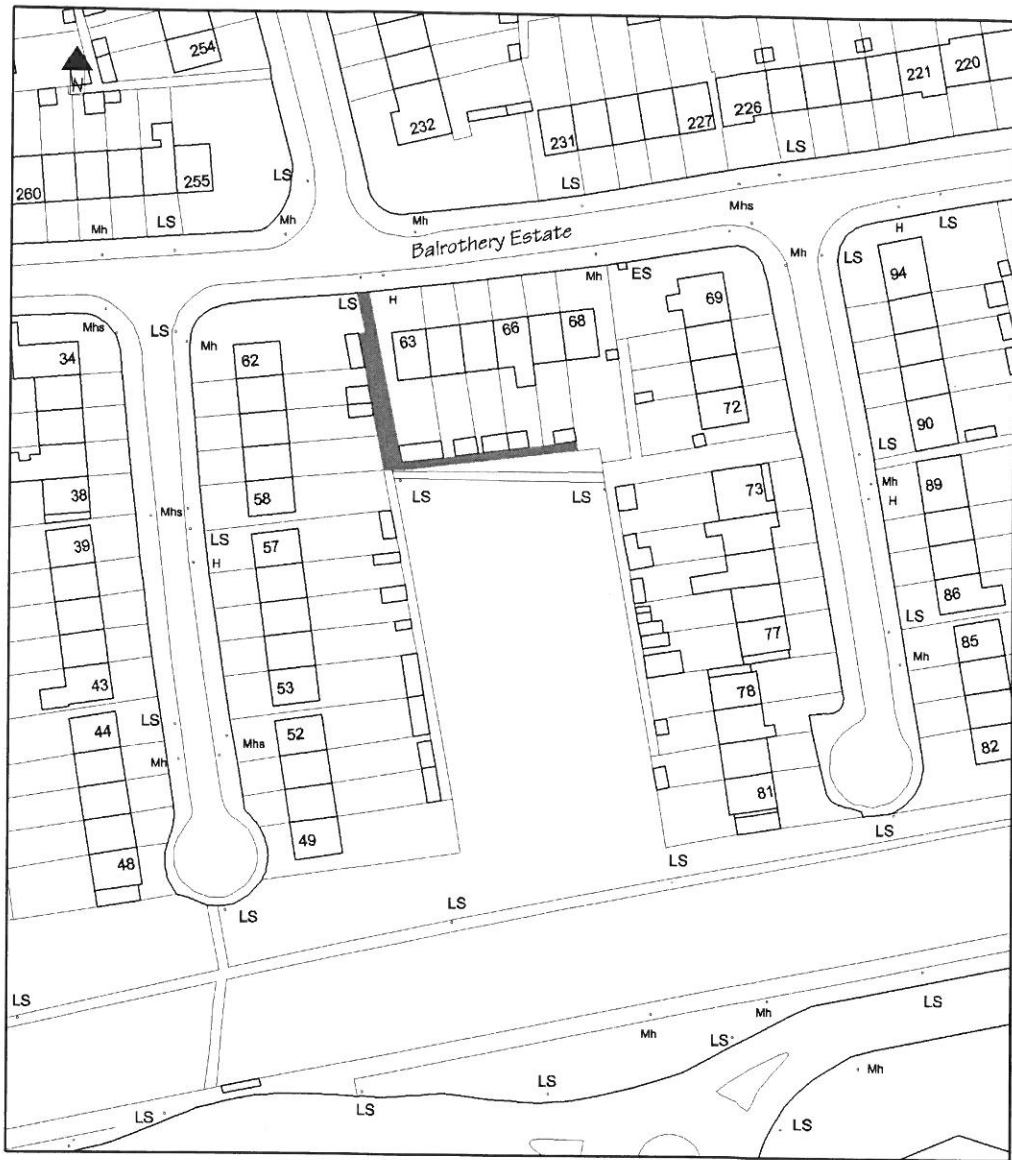 254
N
232
231
227
226
221
220
LS
260
255
LS
LS
LS
Mh
Mh
Mh
Mhs
Balrothery Estate
Mh
LS
H
LS
94
Mhs
LS
Mh
LS
H
Mh
ES
69
34
62
63
66
68
72
90
LS
38
58
LS
LS
73
Mh
H
89
Mhs
39
57
LS
H
86
LS
77
85
Mh
43
53
78
44
LS
52
Mhs
Mh
82
81
49
48
LS
LS
LS
LS
LS
LS
Mh
Mh
LS
Mh
LS
LS
LS
LS